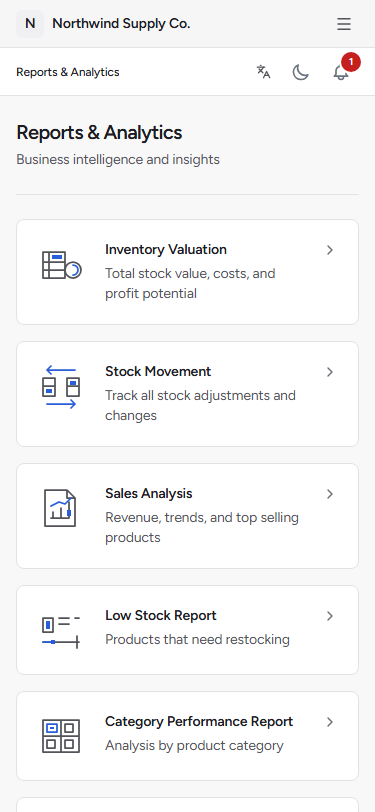 N Northwind Supply Co.
Reports & Analytics
1
Reports & Analytics
Business intelligence and insights
Inventory Valuation
Total stock value, costs, and
profit potential
Stock Movement
Track all stock adjustments and
changes
Sales Analysis
Revenue, trends, and top selling
products
Low Stock Report
Products that need restocking
Category Performance Report
Analysis by product category